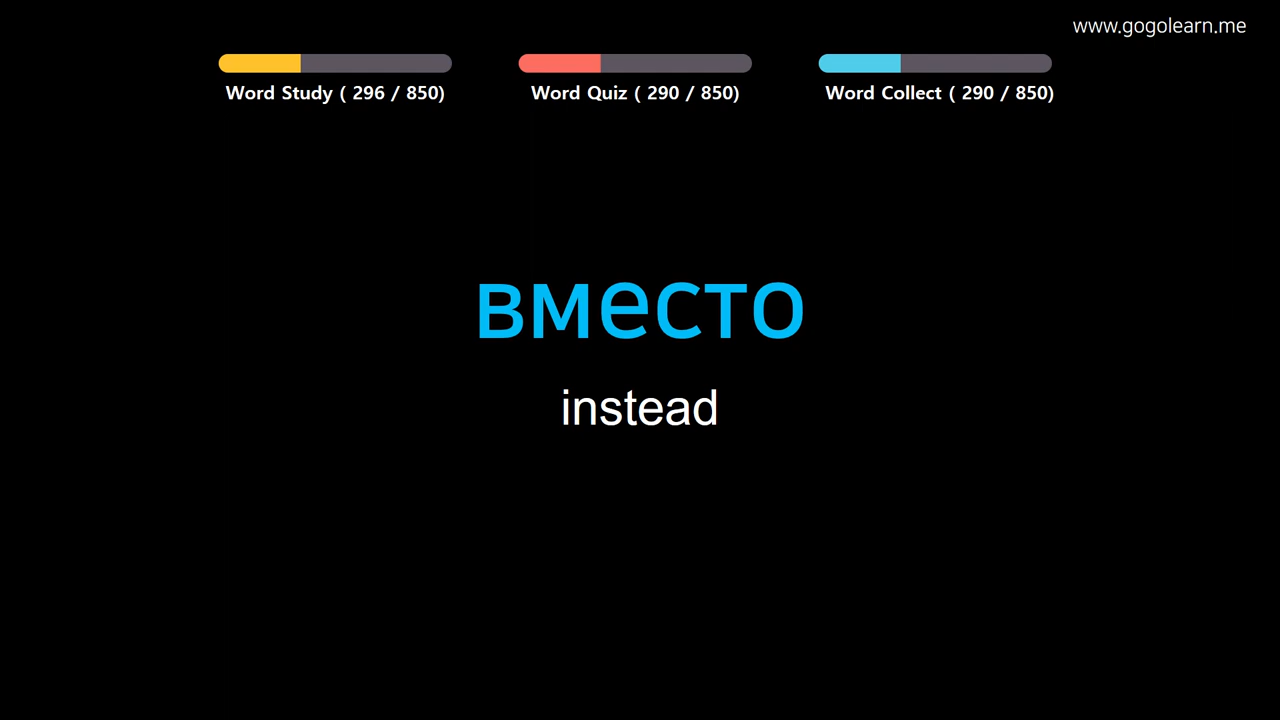 www.gogolearn.me
Word Study ( 296 / 850)
Word Quiz ( 290 / 850)
Word Collect ( 290 / 850)
вместо
instead